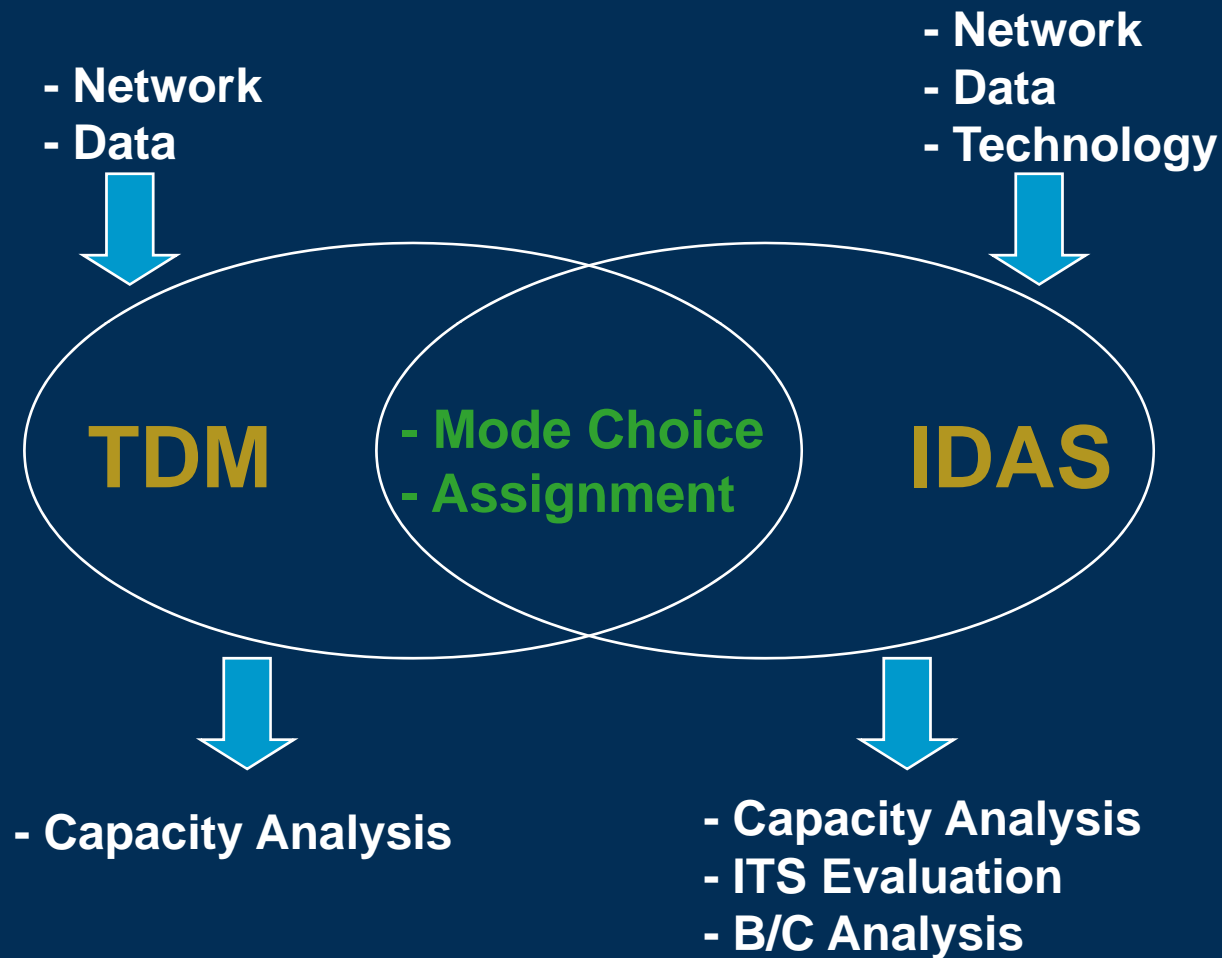 - Network
- Data
- Network
- Data
- Technology
TDM
- Mode Choice
- Assignment
IDAS
- Capacity Analysis
- Capacity Analysis
- ITS Evaluation
- B/C Analysis